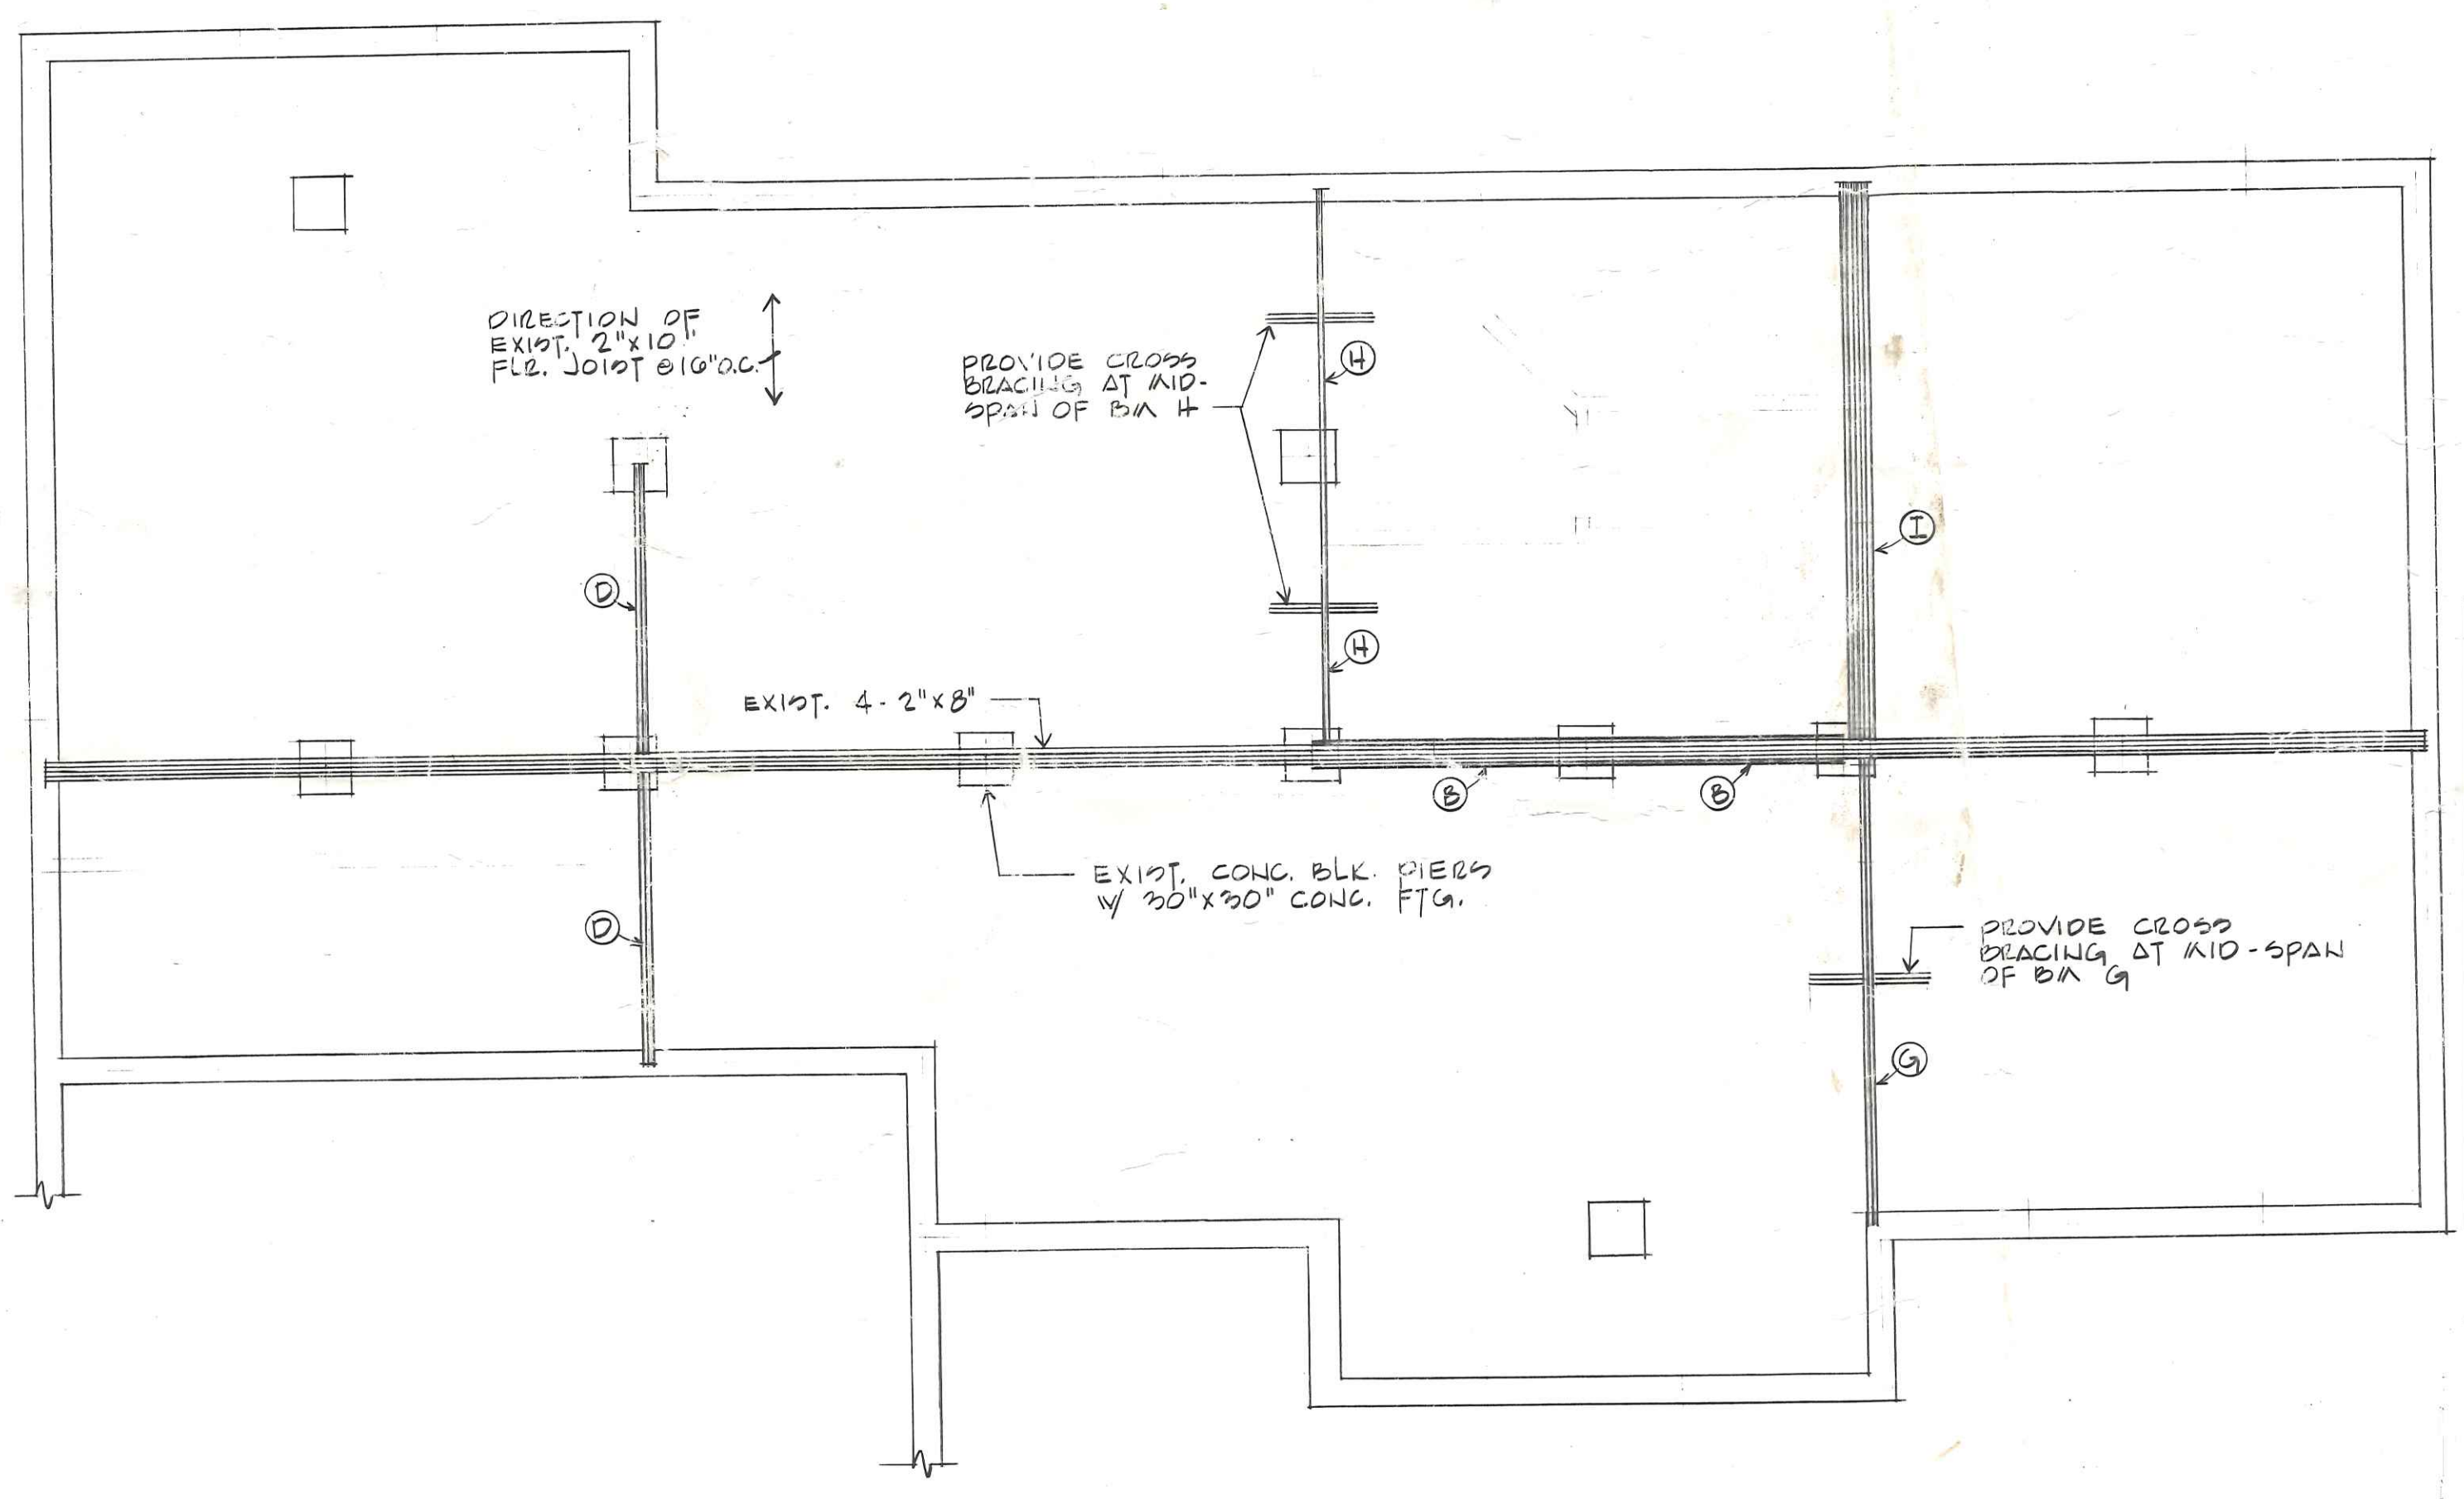 DIRECTION OF
EXIST. 2"x10"
FLR. JOIST @ 16" O.C.
PROVIDE CROSS
BRACING AT MID-
SPAN OF BM H
H
I
D
H
EXIST. 4-2"x8"
B
B
EXIST. CONC. BLK. PIERS
W/ 30"x30" CONC. FTG.
D
PROVIDE CROSS
BRACING AT MID-SPAN
OF BM G
G